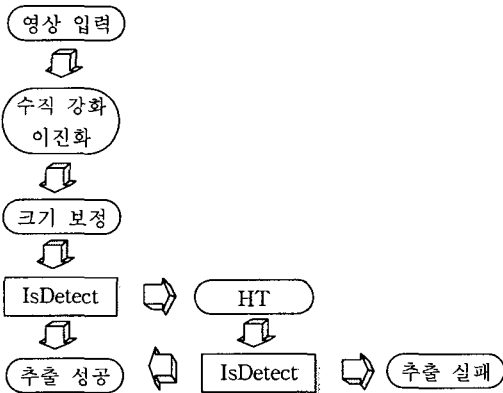 영상 입력
수직 강화
이진화
크기 보정
IsDetect
HT
추출 성공
IsDetect
추출 실패